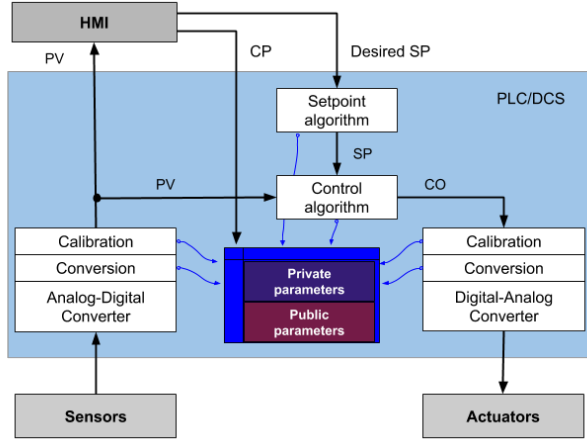 HMI
PV
CP
Desired SP
PLC/DCS
Setpoint
algorithm
SP
PV
Control
algorithm
CO
Calibration
Conversion
Analog-Digital
Converter
Private
parameters
Public
parameters
Calibration
Conversion
Digital-Analog
Converter
Sensors
Actuators